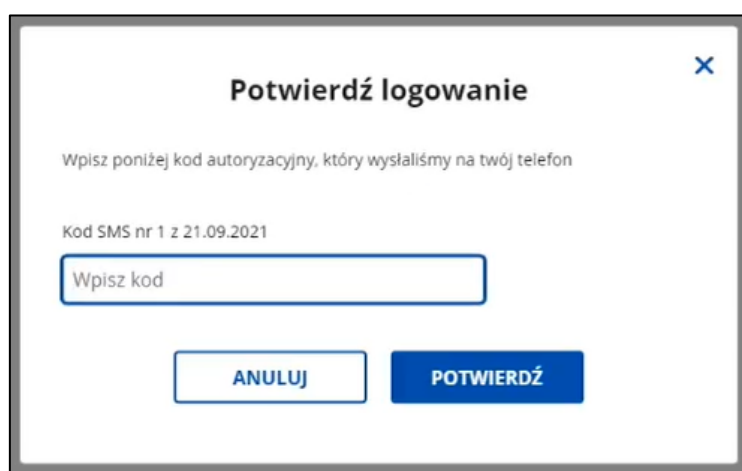 Potwierdź logowanie
Wpisz poniżej kod autoryzacyjny, który wysłaliśmy na twój telefon
Kod SMS nr 1 z 21.09.2021
Wpisz kod
ANULUJ
POTWIERDŹ